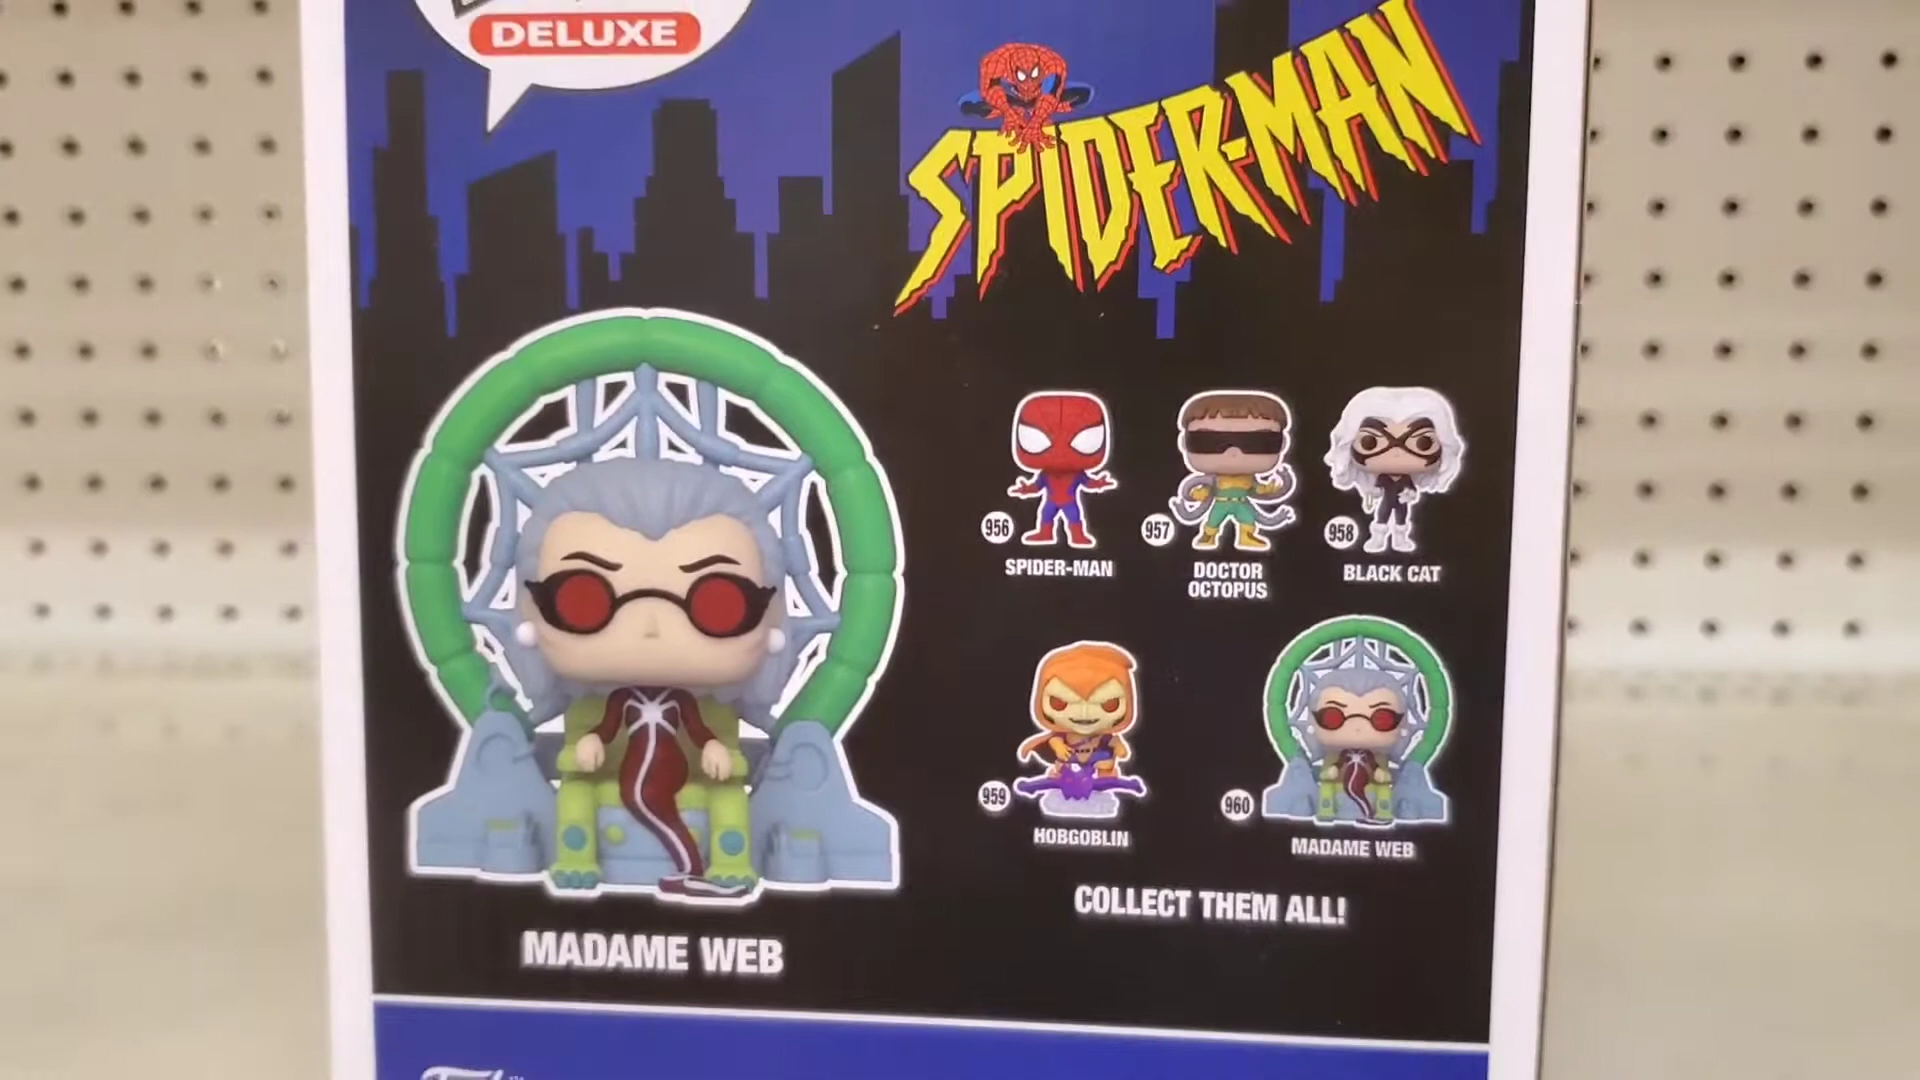 DELUXE
SPIDER-MAN
956
SPIDER-MAN
957
DOCTOR
OCTOPUS
958
BLACK CAT
959
HOBGOBLIN
960
MADAME WEB
COLLECT THEM ALL!
MADAME WEB